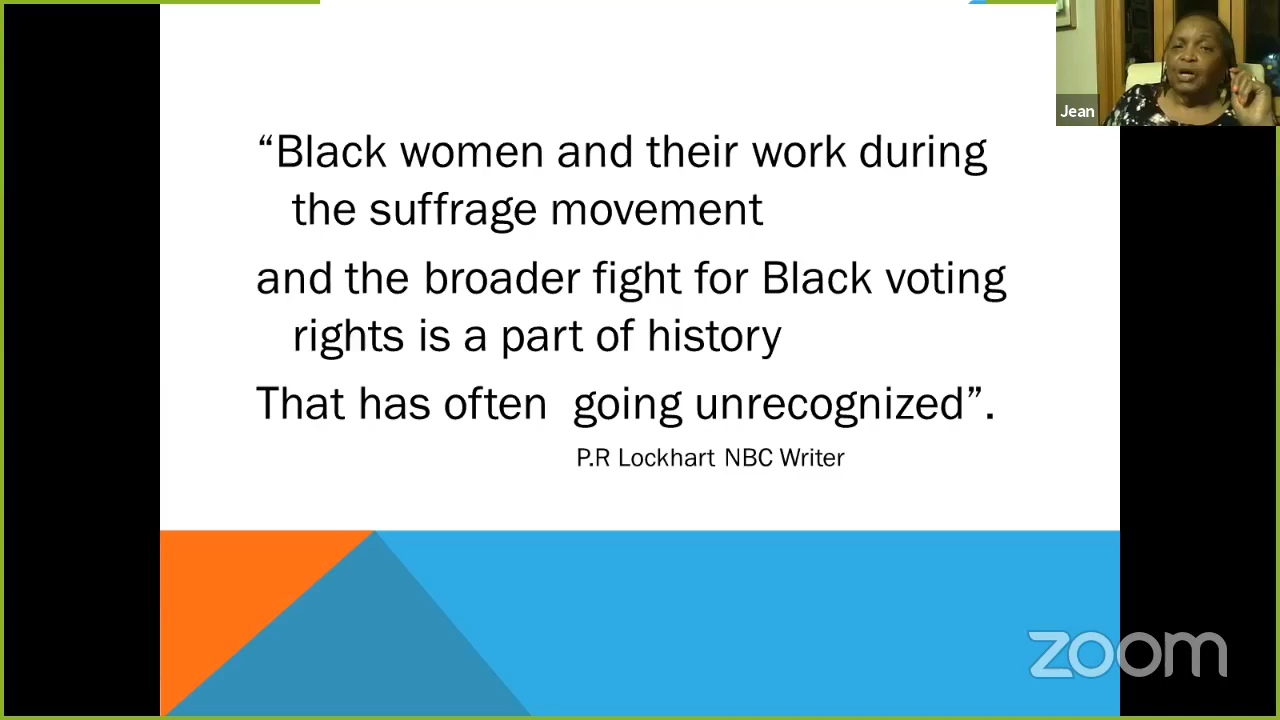 “Black women and their work during
the suffrage movement
and the broader fight for Black voting
rights is a part of history
That has often  going unrecognized”.
P.R Lockhart NBC Writer
Jean
zoom